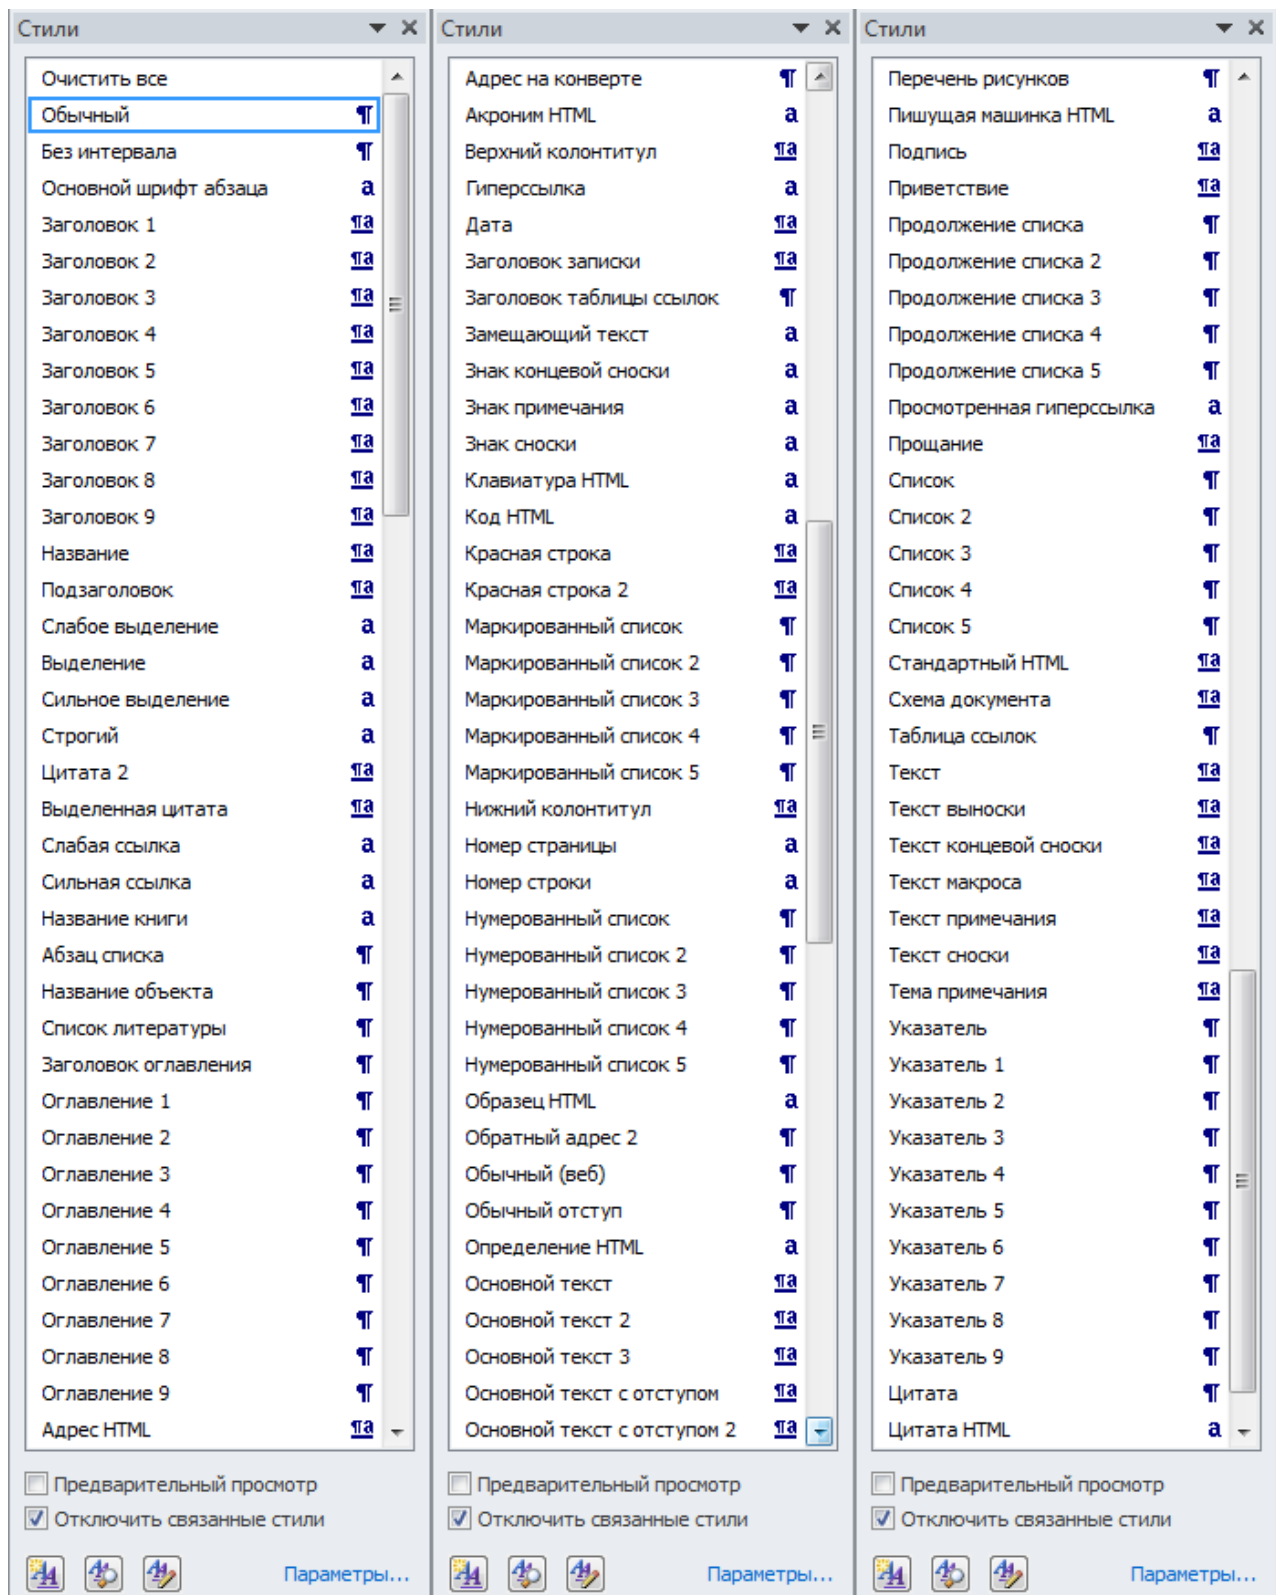 Стили
Очистить все
Обычный ¶
Без интервала ¶
Основной шрифт абзаца a
Заголовок 1 ¶a
Заголовок 2 ¶a
Заголовок 3 ¶a
Заголовок 4 ¶a
Заголовок 5 ¶a
Заголовок 6 ¶a
Заголовок 7 ¶a
Заголовок 8 ¶a
Заголовок 9 ¶a
Название ¶a
Подзаголовок ¶a
Слабое выделение a
Выделение a
Сильное выделение a
Строгий a
Цитата 2 ¶a
Выделенная цитата ¶a
Слабая ссылка a
Сильная ссылка a
Название книги a
Абзац списка ¶
Название объекта ¶
Список литературы ¶
Заголовок оглавления ¶
Оглавление 1 ¶
Оглавление 2 ¶
Оглавление 3 ¶
Оглавление 4 ¶
Оглавление 5 ¶
Оглавление 6 ¶
Оглавление 7 ¶
Оглавление 8 ¶
Оглавление 9 ¶
Адрес HTML ¶a
Предварительный просмотр
Отключить связанные стили
Параметры...
Стили
Адрес на конверте ¶
Акроним HTML a
Верхний колонтитул ¶a
Гиперссылка a
Дата ¶a
Заголовок записки ¶a
Заголовок таблицы ссылок ¶
Замещающий текст a
Знак концевой сноски a
Знак примечания a
Знак сноски a
Клавиатура HTML a
Код HTML a
Красная строка ¶a
Красная строка 2 ¶a
Маркированный список ¶
Маркированный список 2 ¶
Маркированный список 3 ¶
Маркированный список 4 ¶
Маркированный список 5 ¶
Нижний колонтитул ¶a
Номер страницы a
Номер строки a
Нумерованный список ¶
Нумерованный список 2 ¶
Нумерованный список 3 ¶
Нумерованный список 4 ¶
Нумерованный список 5 ¶
Образец HTML a
Обратный адрес 2 ¶
Обычный (веб) ¶
Обычный отступ ¶
Определение HTML a
Основной текст ¶a
Основной текст 2 ¶a
Основной текст 3 ¶a
Основной текст с отступом ¶a
Основной текст с отступом 2 ¶a
Предварительный просмотр
Отключить связанные стили
Параметры...
Стили
Перечень рисунков ¶
Пишущая машинка HTML a
Подпись ¶a
Приветствие ¶a
Продолжение списка ¶
Продолжение списка 2 ¶
Продолжение списка 3 ¶
Продолжение списка 4 ¶
Продолжение списка 5 ¶
Просмотренная гиперссылка a
Прощание ¶a
Список ¶
Список 2 ¶
Список 3 ¶
Список 4 ¶
Список 5 ¶
Стандартный HTML ¶a
Схема документа ¶a
Таблица ссылок ¶
Текст ¶a
Текст выноски ¶a
Текст концевой сноски ¶a
Текст макроса ¶a
Текст примечания ¶a
Текст сноски ¶a
Тема примечания ¶a
Указатель ¶
Указатель 1 ¶
Указатель 2 ¶
Указатель 3 ¶
Указатель 4 ¶
Указатель 5 ¶
Указатель 6 ¶
Указатель 7 ¶
Указатель 8 ¶
Указатель 9 ¶
Цитата ¶
Цитата HTML a
Предварительный просмотр
Отключить связанные стили
Параметры...